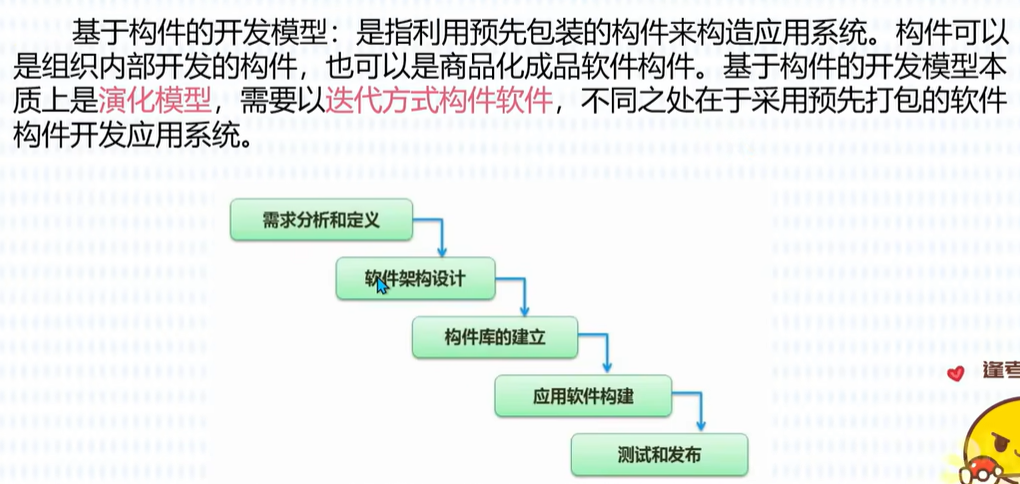 基于构件的开发模型：是指利用预先包装的构件来构造应用系统。构件可以
是组织内部开发的构件，也可以是商品化成品软件构件。基于构件的开发模型本
质上是演化模型，需要以迭代方式构件软件，不同之处在于采用预先打包的软件
构件开发应用系统。
需求分析和定义
软件架构设计
构件库的建立
应用软件构建
测试和发布
逢考